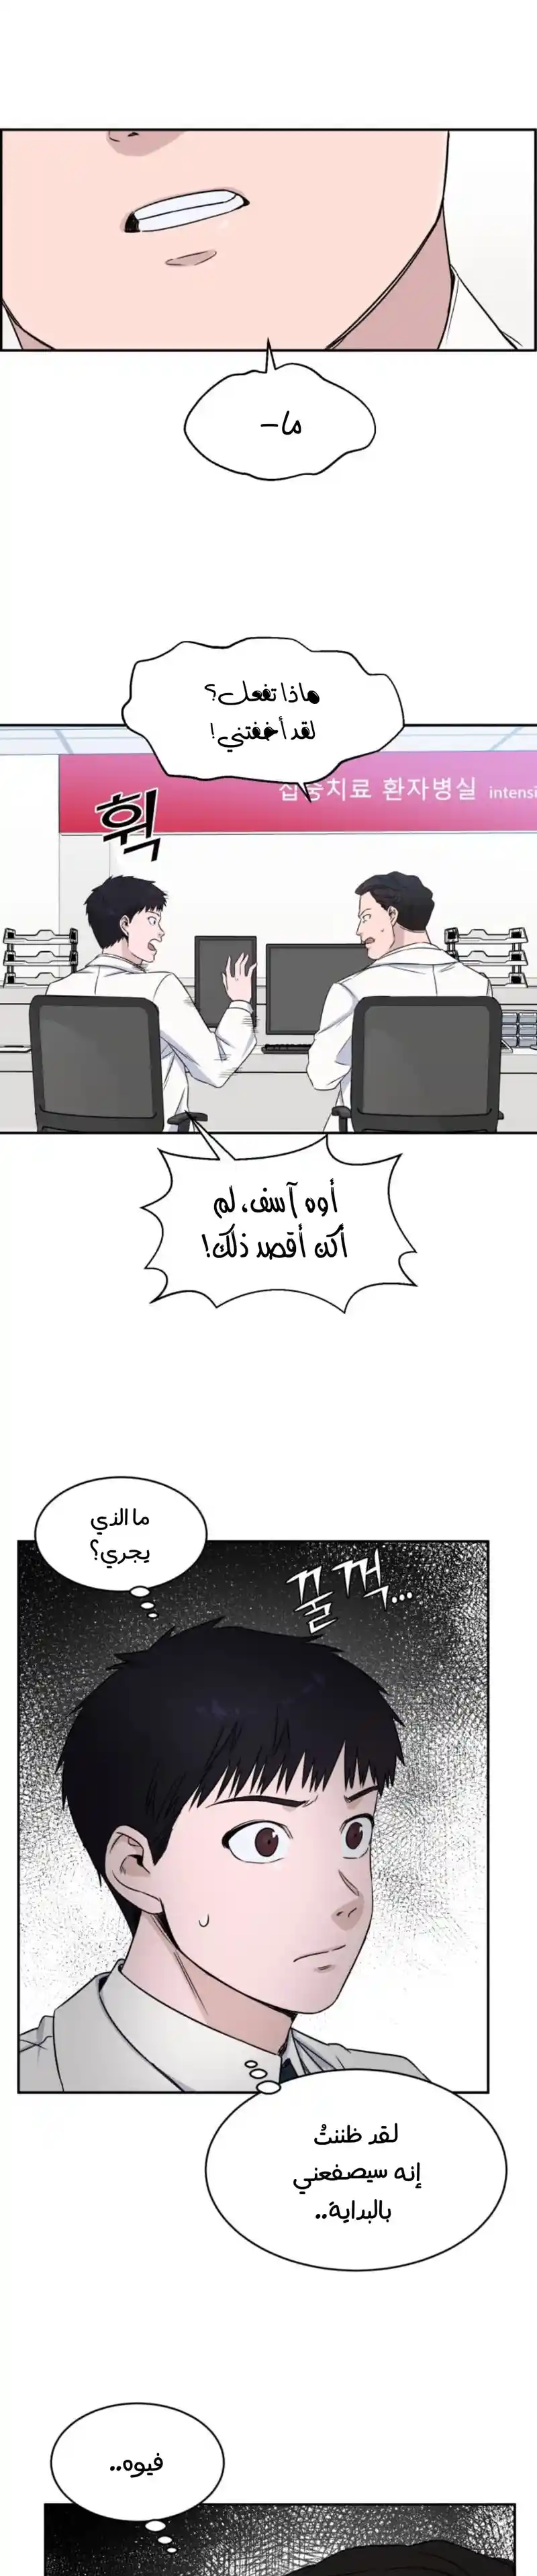 ما-
ماذا تفعل؟
لقد أخفتني!
집중치료 환자병실 intensi
휙
أوه آسف، لم
أكن أقصد ذلك!
ما الذي
يجري؟
꿀꺽...
لقد ظننتُ
إنه سيصفعني
بالبداية..
فيوه..